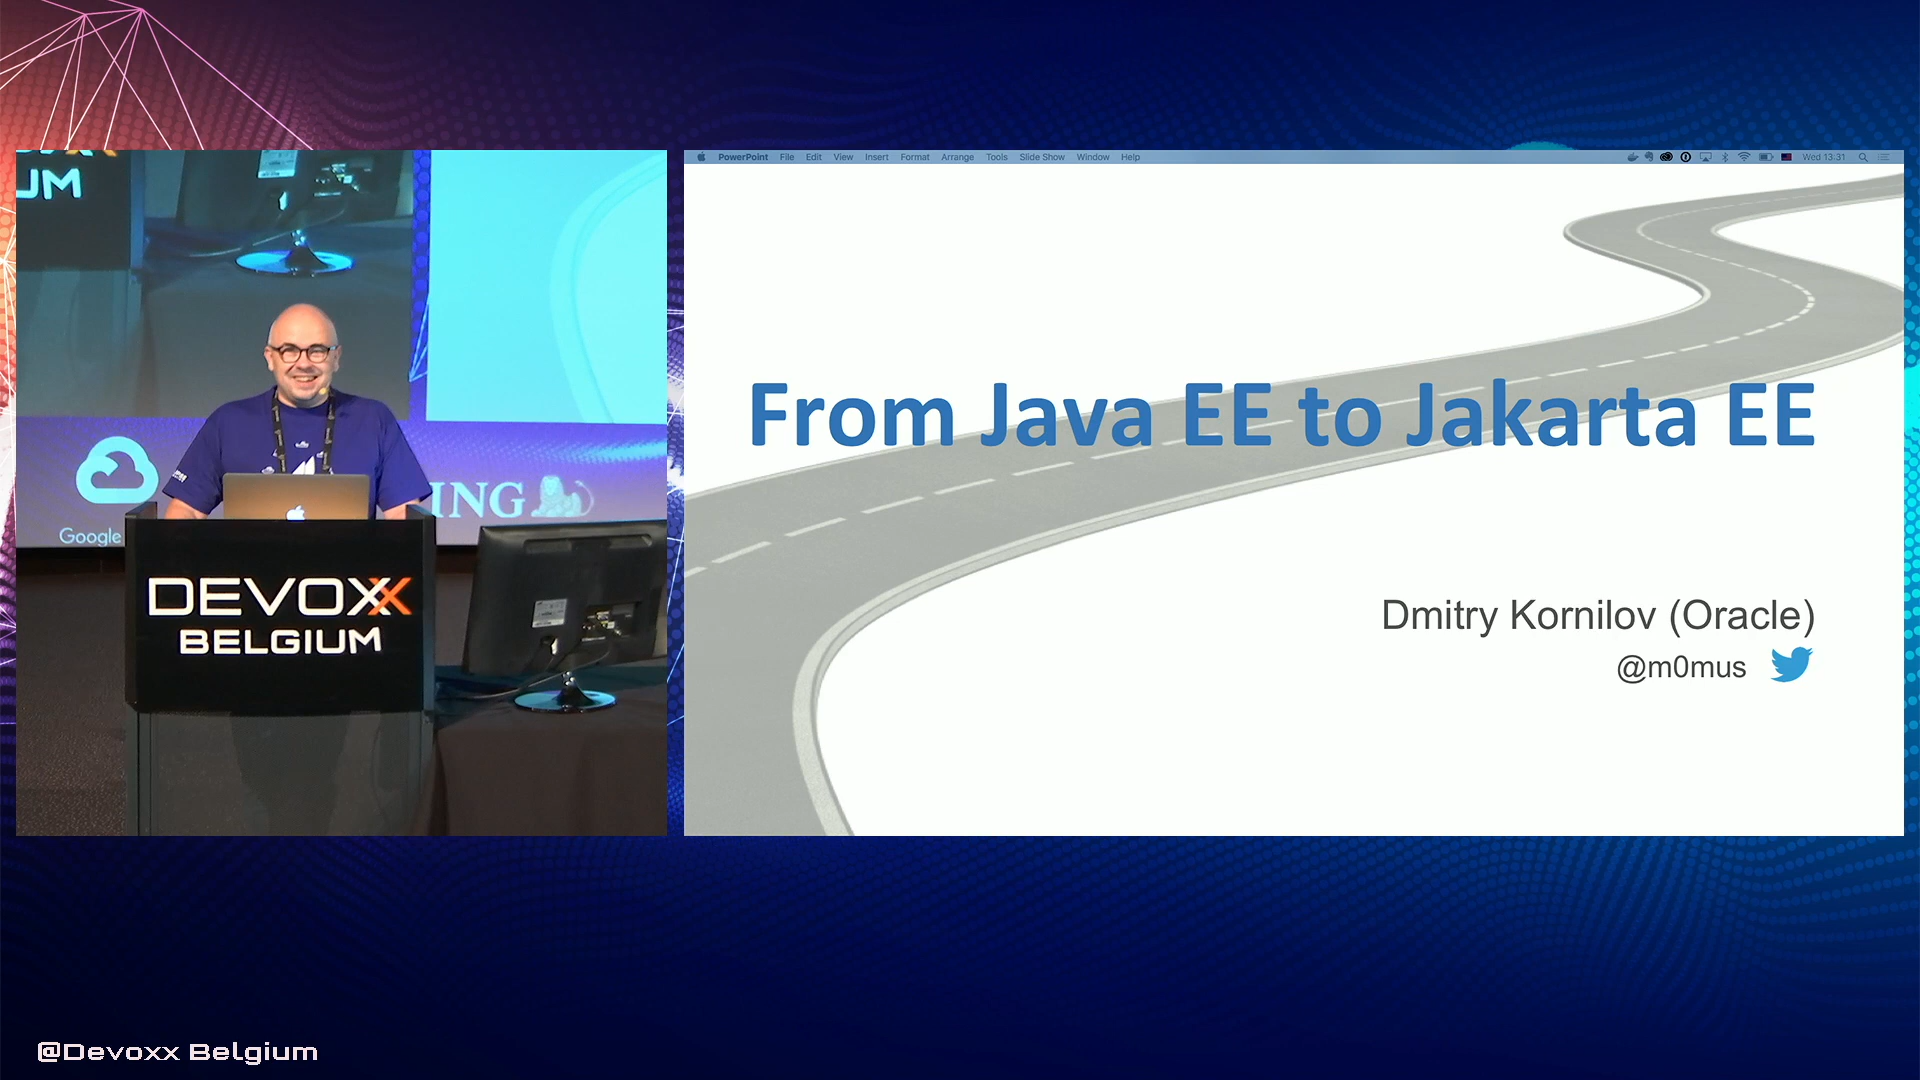 UM
Google
ING
DEVOXX
BELGIUM
PowerPoint File Edit View Insert Format Arrange Tools Slide Show Window Help
Wed 13:31
From Java EE to Jakarta EE
Dmitry Kornilov (Oracle)
@m0mus
@Devoxx Belgium